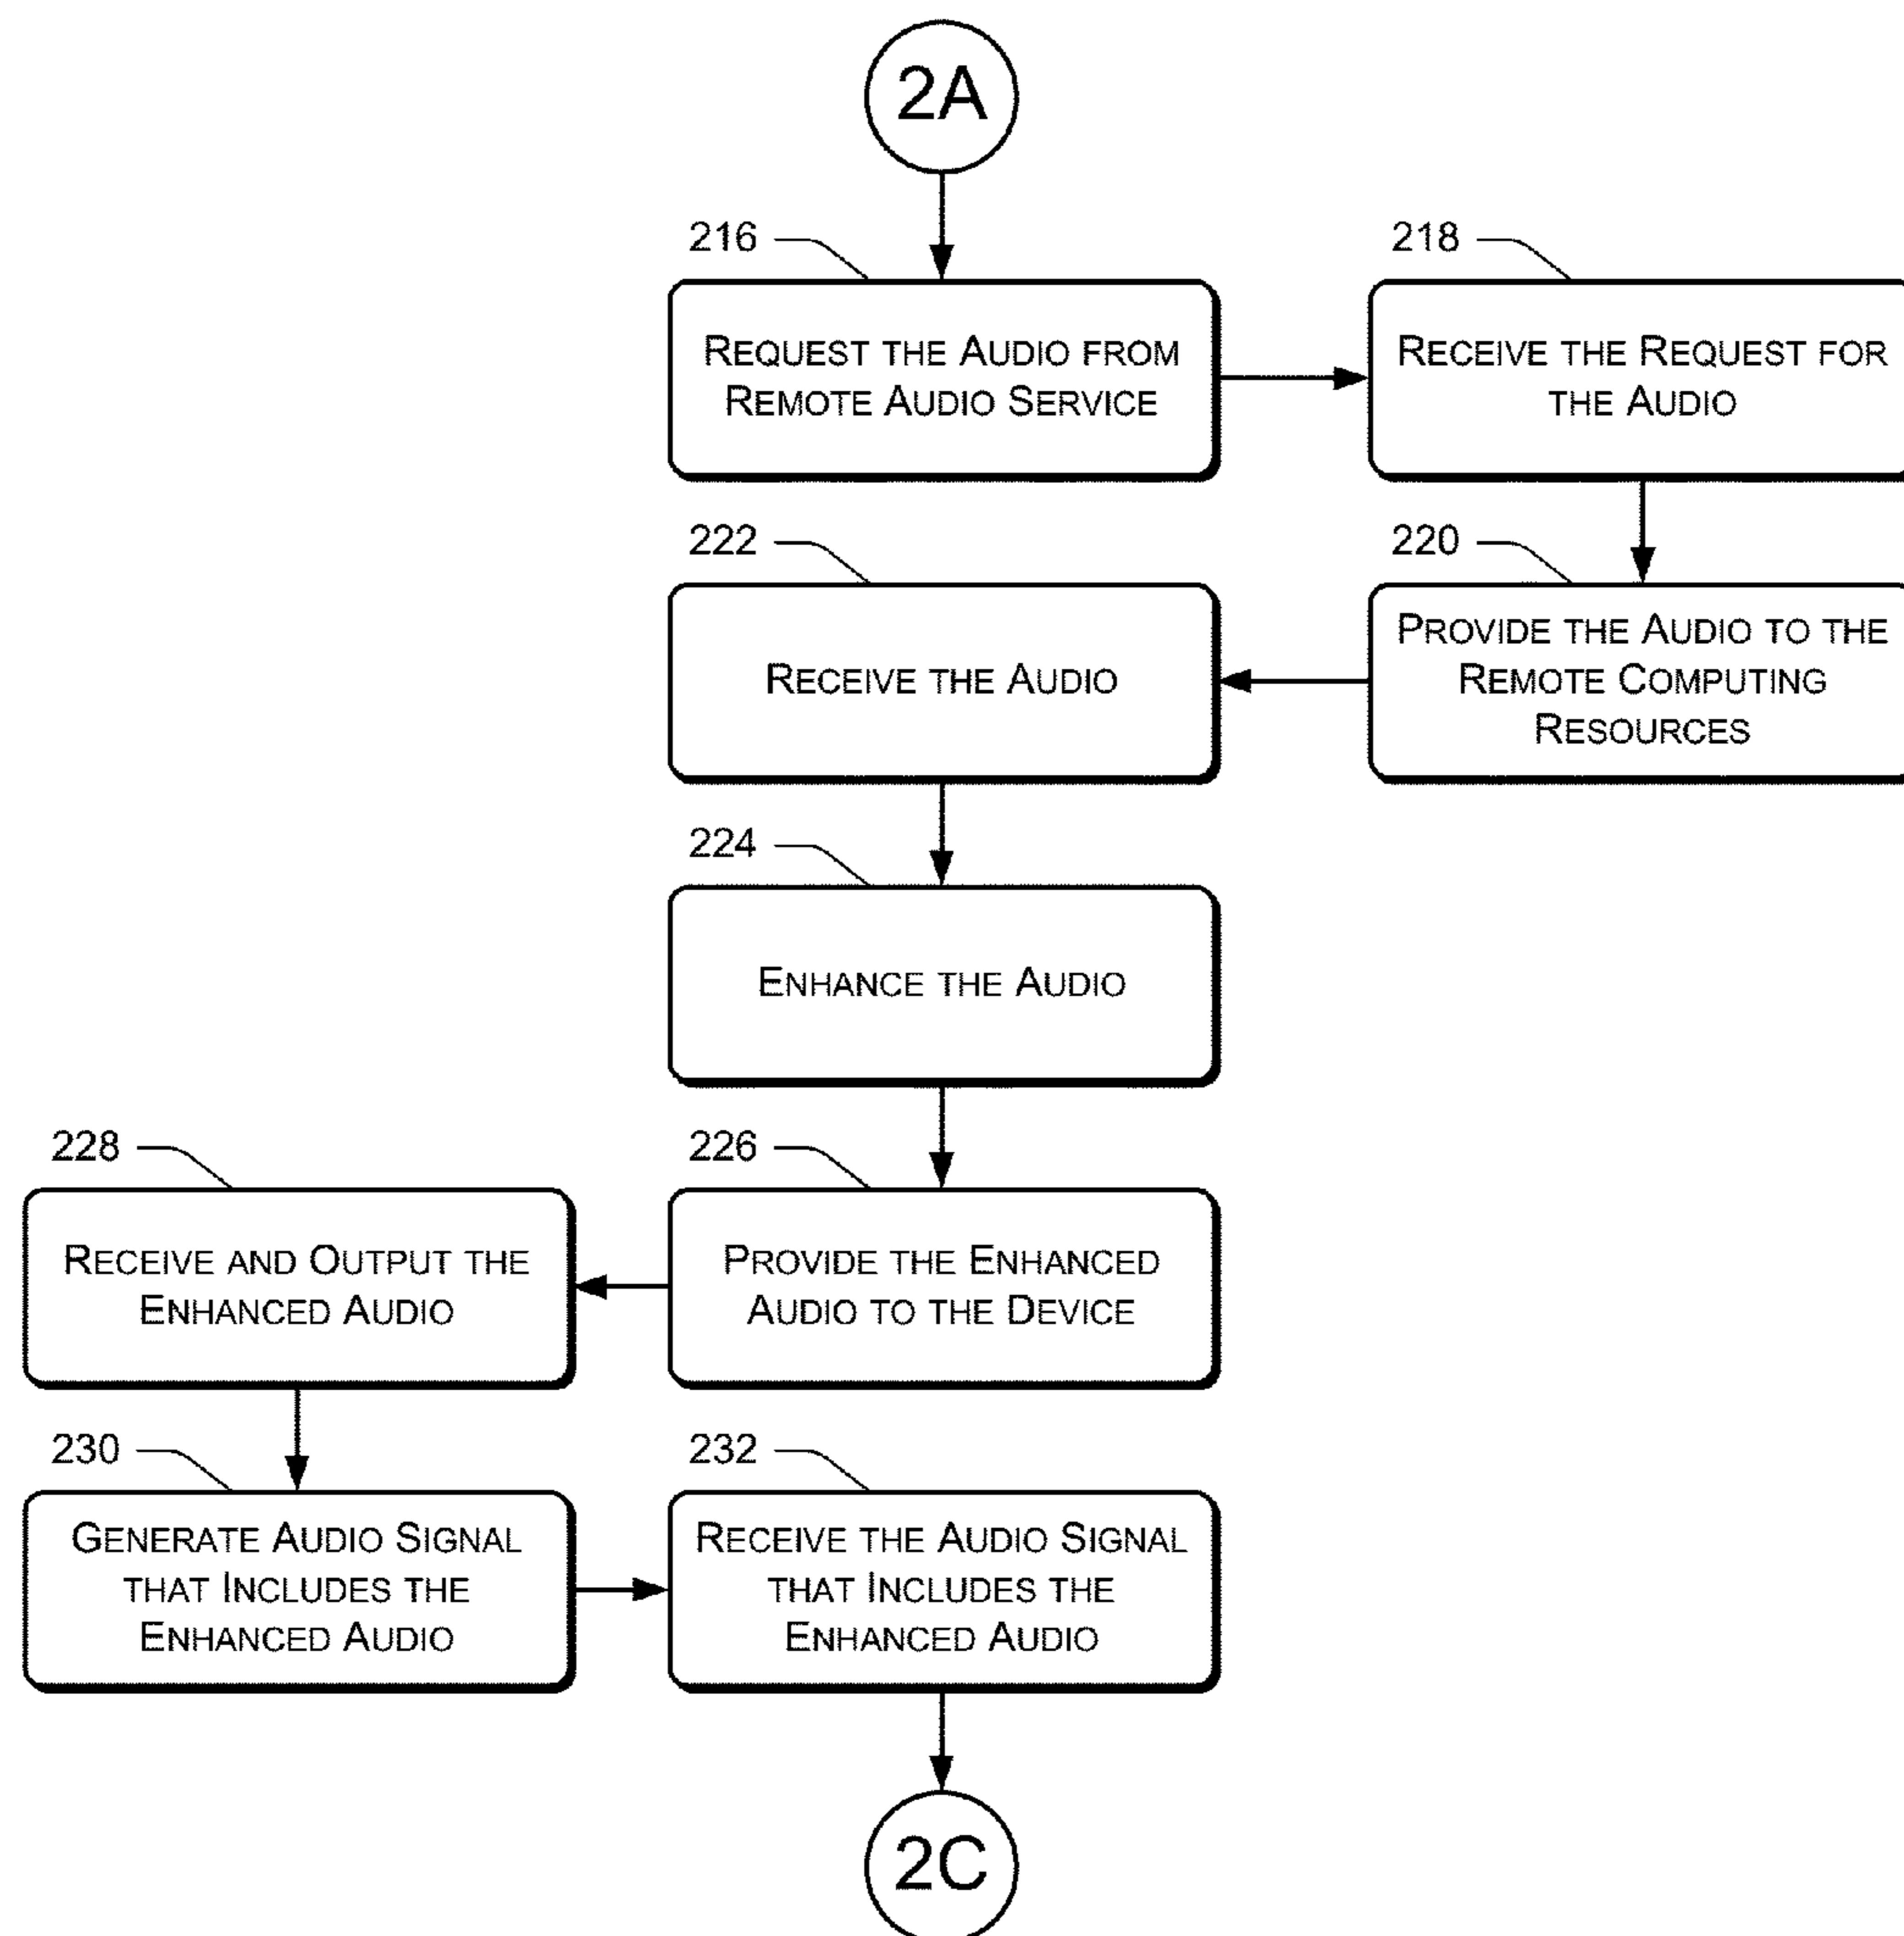 2A
216
REQUEST THE AUDIO FROM
REMOTE AUDIO SERVICE
218
RECEIVE THE REQUEST FOR
THE AUDIO
222
RECEIVE THE AUDIO
220
PROVIDE THE AUDIO TO THE
REMOTE COMPUTING
RESOURCES
224
ENHANCE THE AUDIO
228
RECEIVE AND OUTPUT THE
ENHANCED AUDIO
226
PROVIDE THE ENHANCED
AUDIO TO THE DEVICE
230
GENERATE AUDIO SIGNAL
THAT INCLUDES THE
ENHANCED AUDIO
232
RECEIVE THE AUDIO SIGNAL
THAT INCLUDES THE
ENHANCED AUDIO
2C